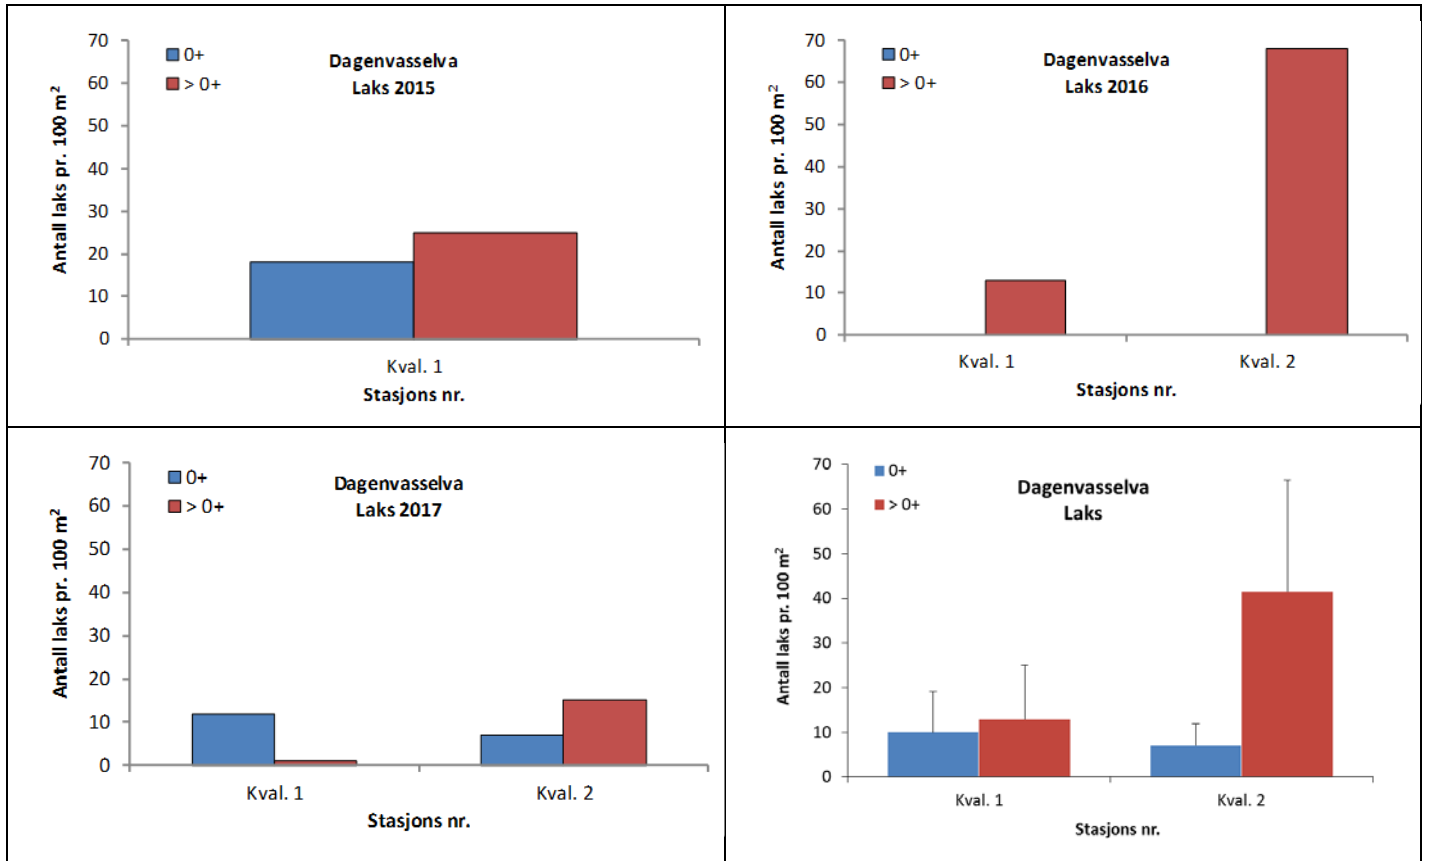 Dagenvasselva
Laks 2015
0+
> 0+
Antall laks pr. 100 m²
70
60
50
40
30
20
10
0
Kval. 1
Stasjons nr.
Dagenvasselva
Laks 2016
0+
> 0+
Antall laks pr. 100 m²
70
60
50
40
30
20
10
0
Kval. 1 Kval. 2
Stasjons nr.
Dagenvasselva
Laks 2017
0+
> 0+
Antall laks pr. 100 m²
70
60
50
40
30
20
10
0
Kval. 1 Kval. 2
Stasjons nr.
Dagenvasselva
Laks
0+
> 0+
Antall laks pr. 100 m²
70
60
50
40
30
20
10
0
Kval. 1 Kval. 2
Stasjons nr.